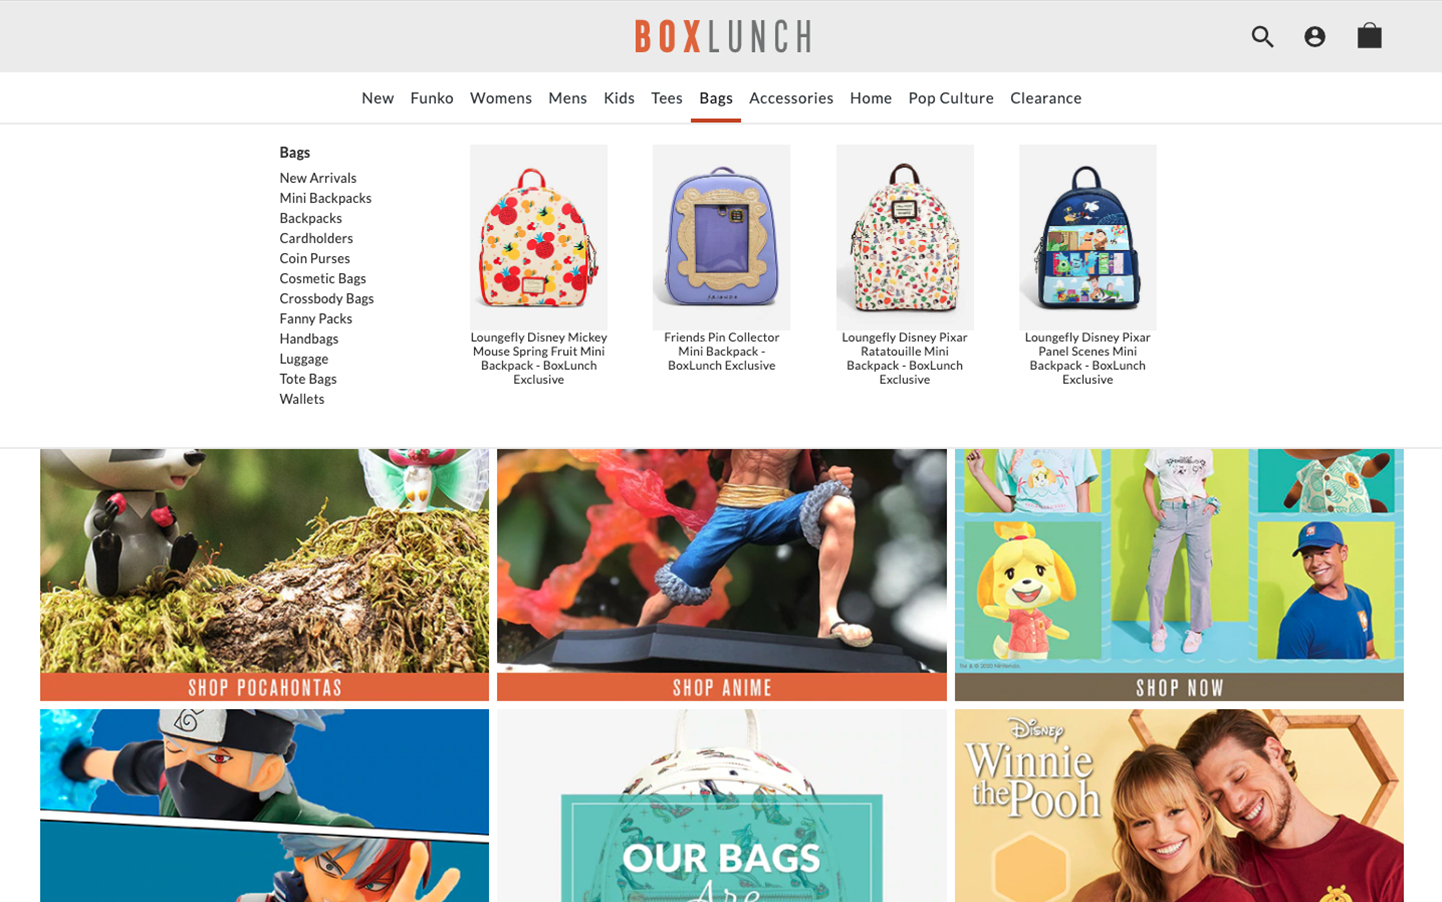 BOXLUNCH
New Funko Womens Mens Kids Tees Bags Accessories Home Pop Culture Clearance
Bags
New Arrivals
Mini Backpacks
Backpacks
Cardholders
Coin Purses
Cosmetic Bags
Crossbody Bags
Fanny Packs
Handbags
Luggage
Tote Bags
Wallets
Loungefly Disney Mickey
Mouse Spring Fruit Mini
Backpack - BoxLunch
Exclusive
FRIENDS
Friends Pin Collector
Mini Backpack -
BoxLunch Exclusive
Loungefly Disney Pixar
Ratatouille Mini
Backpack - BoxLunch
Exclusive
Loungefly Disney Pixar
Panel Scenes Mini
Backpack - BoxLunch
Exclusive
SHOP POCAHONTAS
SHOP ANIME
TM & © 2020 Nintendo.
SHOP NOW
OUR BAGS
Are
Disney
Winnie
the Pooh